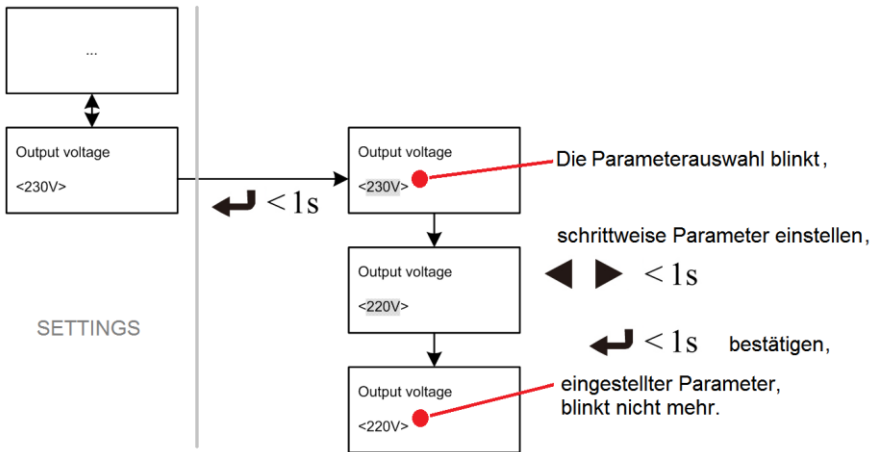 ...
Output voltage
<230V>
SETTINGS
< 1s
Output voltage
<230V>
Die Parameterauswahl blinkt,
schrittweise Parameter einstellen,
< 1s
Output voltage
<220V>
< 1s bestätigen,
Output voltage
<220V>
eingestellter Parameter,
blinkt nicht mehr.